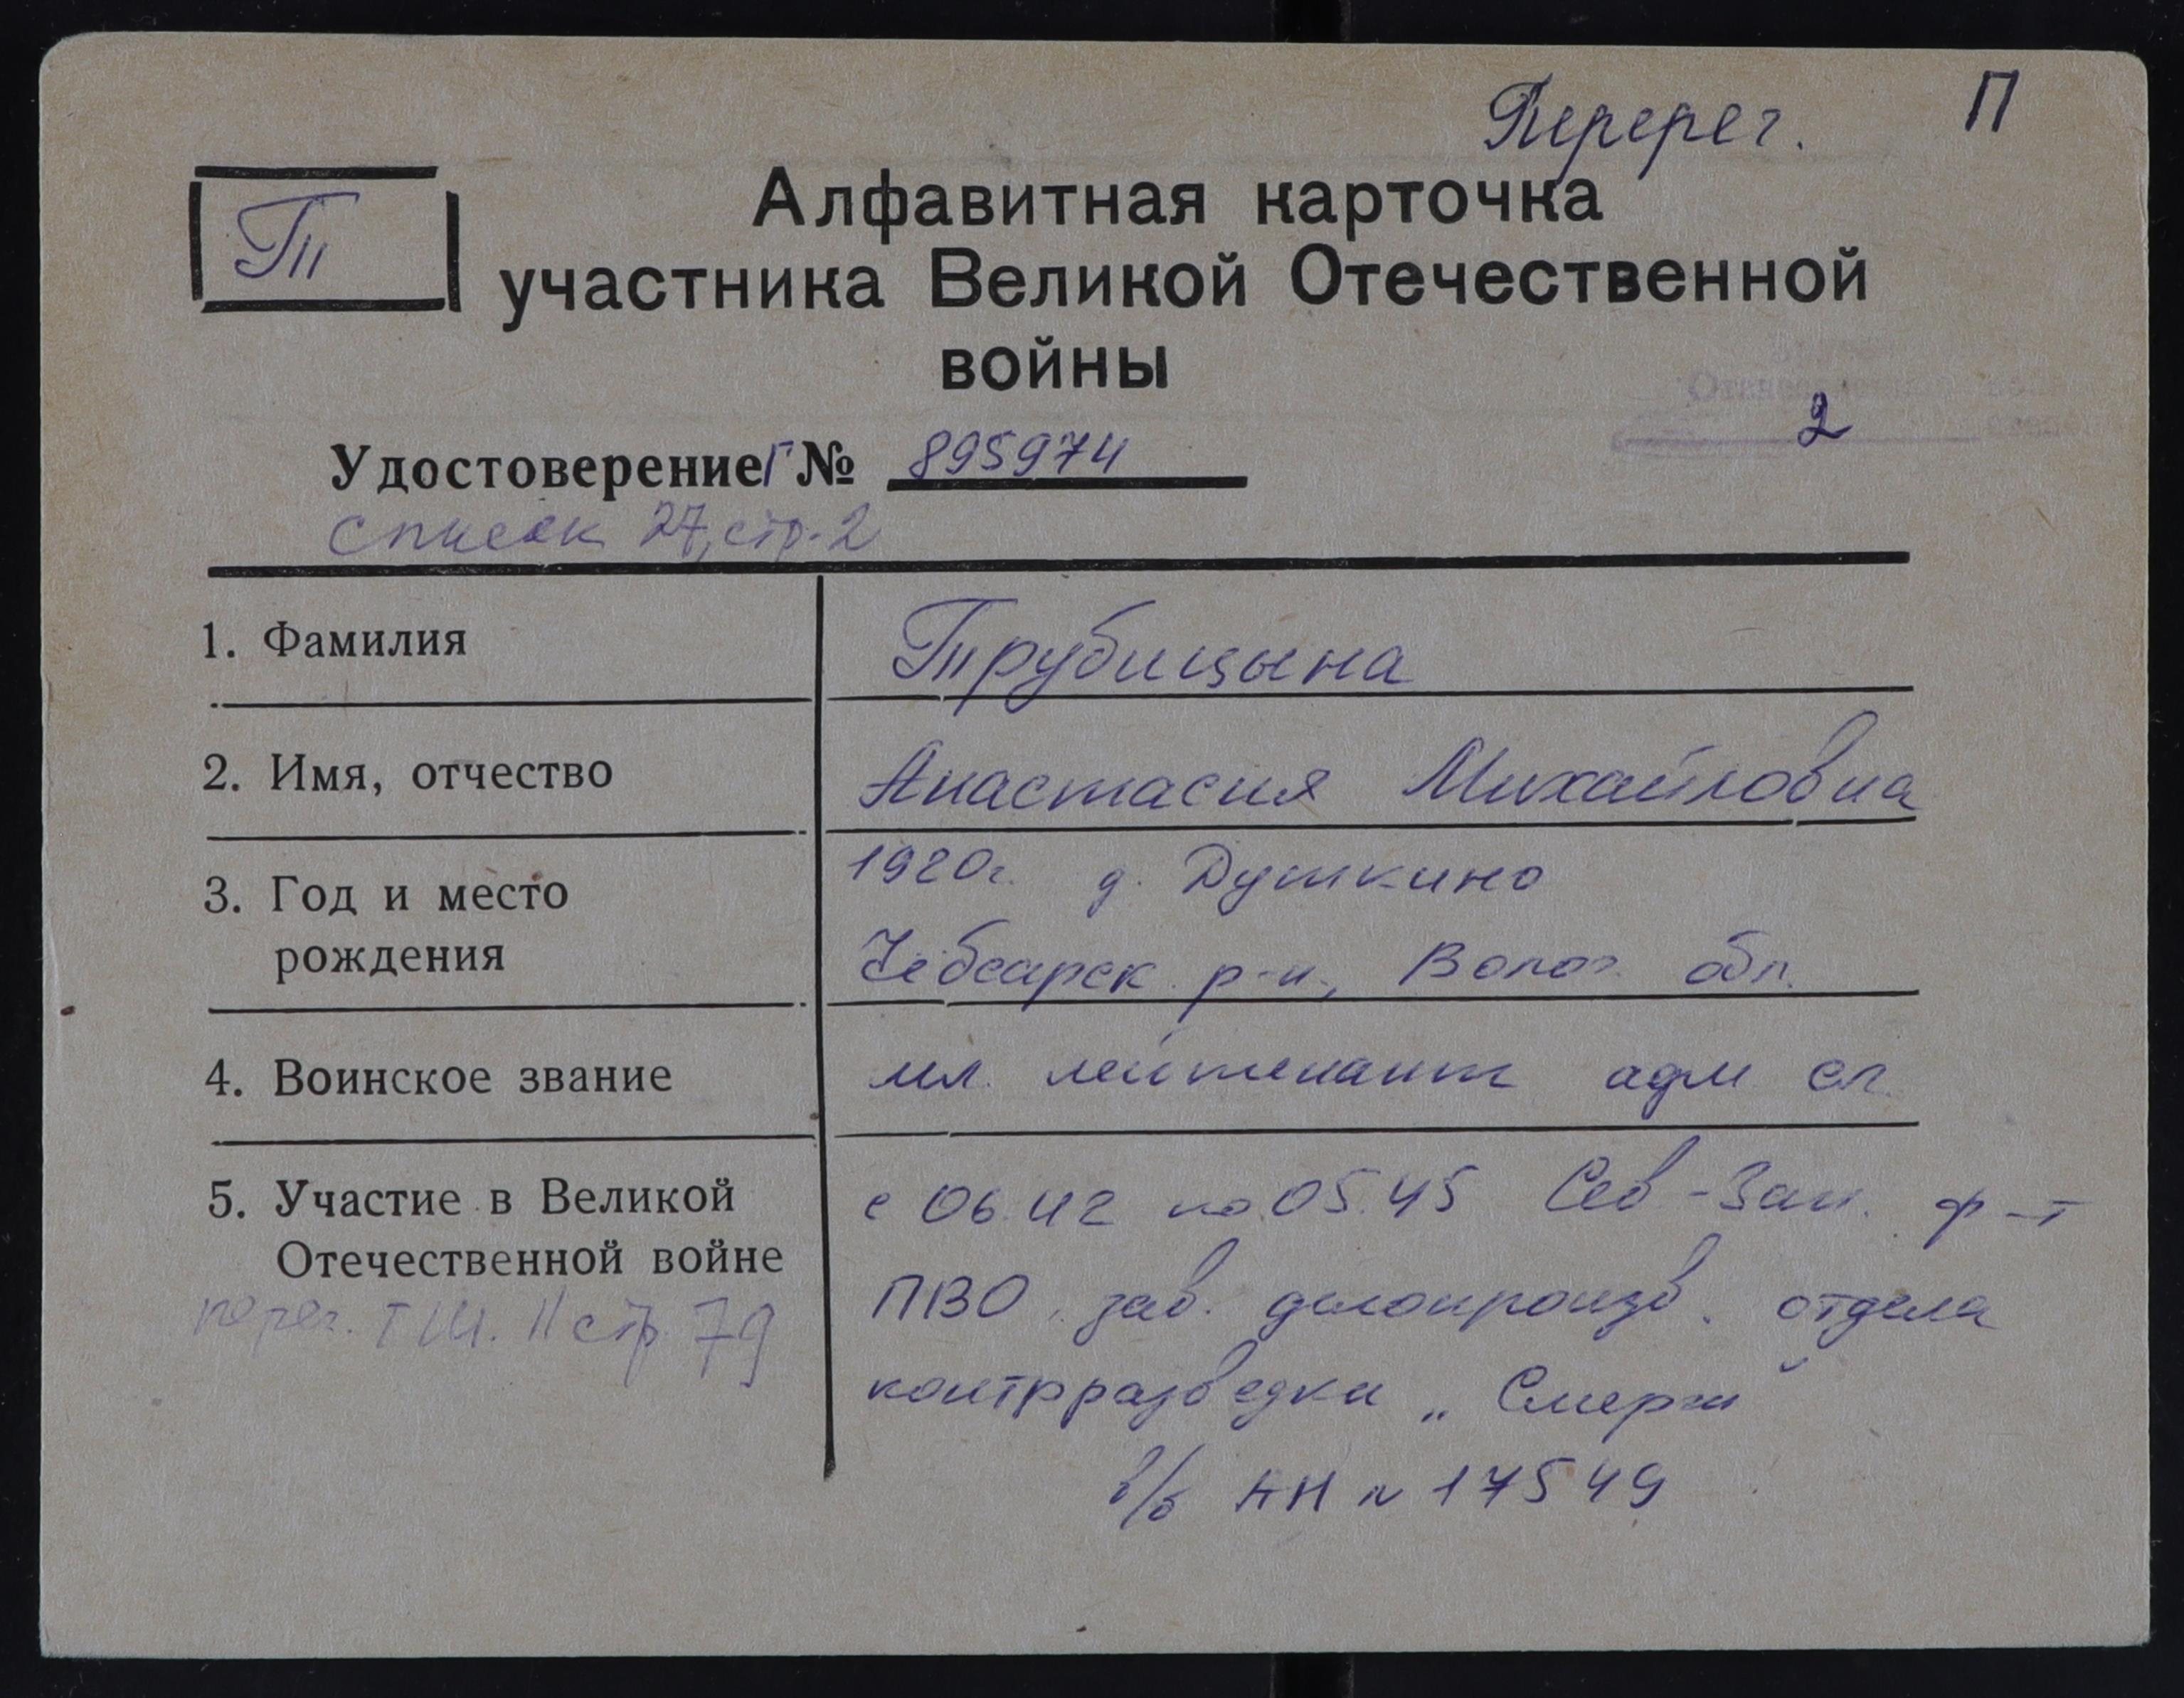 Перерег. П
Т
Алфавитная карточка
участника Великой Отечественной
войны
2
Удостоверение Г № 895974
список 27, стр. 2
1. Фамилия Трубицына
2. Имя, отчество Анастасия Михайловна
3. Год и место
рождения
1920г. д. Душкино
Чебсарск р-н, Волог. обл.
4. Воинское звание мл. лейтенант адм сл.
5. Участие в Великой
Отечественной войне
с 06.42 по 05.45 Сев-Зап. ф-т
ПВО, зав. делопроизв. отдела
контрразведки „Смерш"
в/б АН № 17549
перег. Т III. II стр. 79